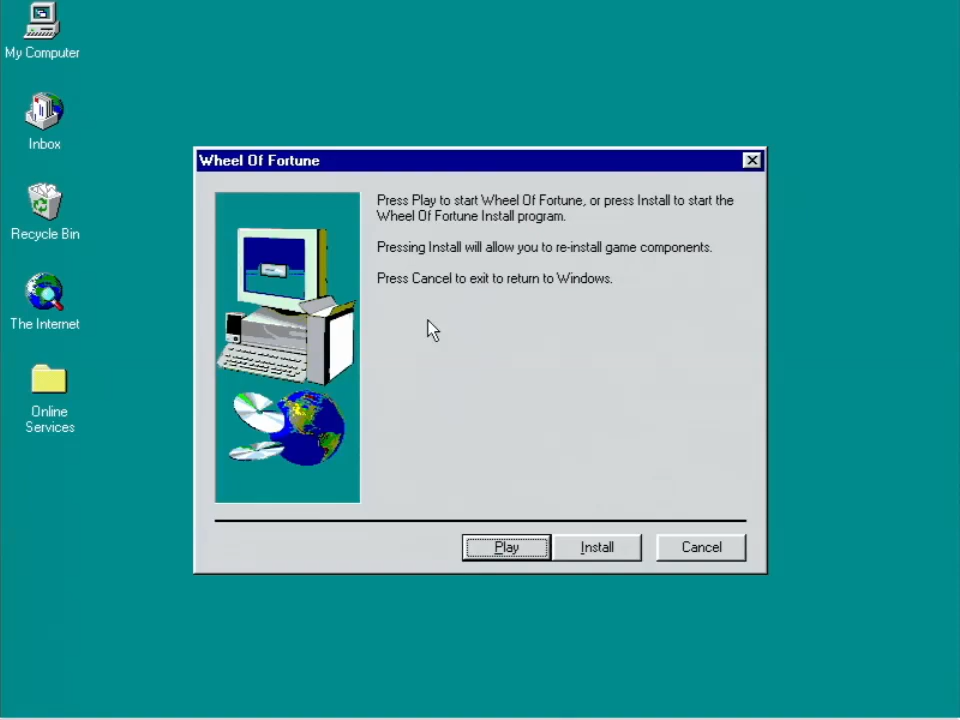 My Computer
Inbox
Recycle Bin
The Internet
Online
Services
Wheel Of Fortune
Press Play to start Wheel Of Fortune, or press Install to start the
Wheel Of Fortune Install program.
Pressing Install will allow you to re-install game components.
Press Cancel to exit to return to Windows.
Play
Install
Cancel